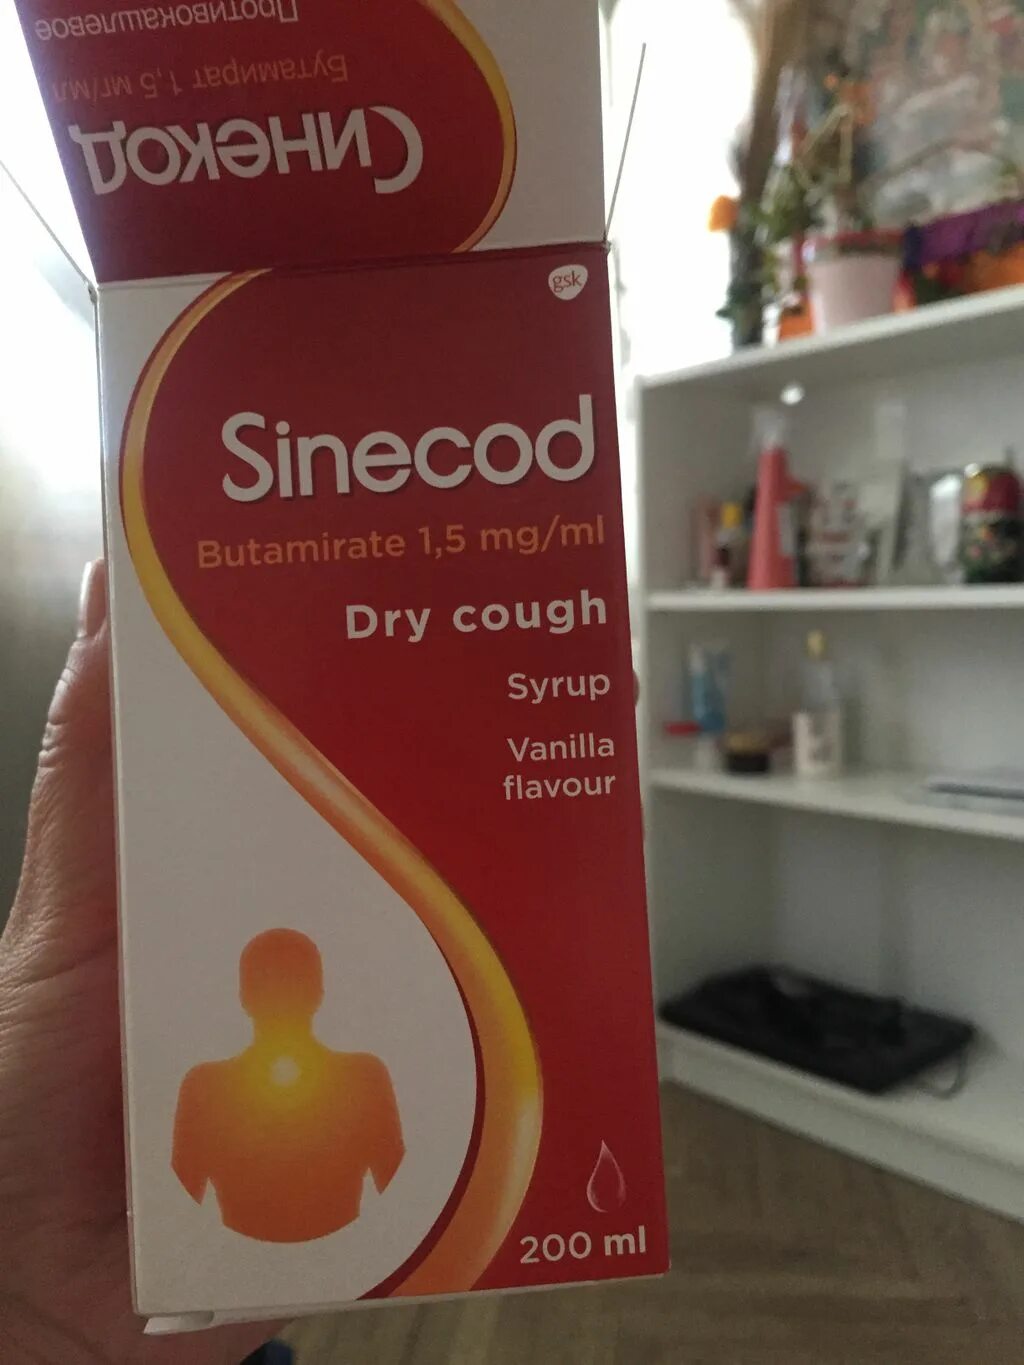 Противокашлевое
Бутамират 1,5 мг/мл
Синекод
gsk
Sinecod
Butamirate 1,5 mg/ml
Dry cough
Syrup
Vanilla
flavour
200 ml